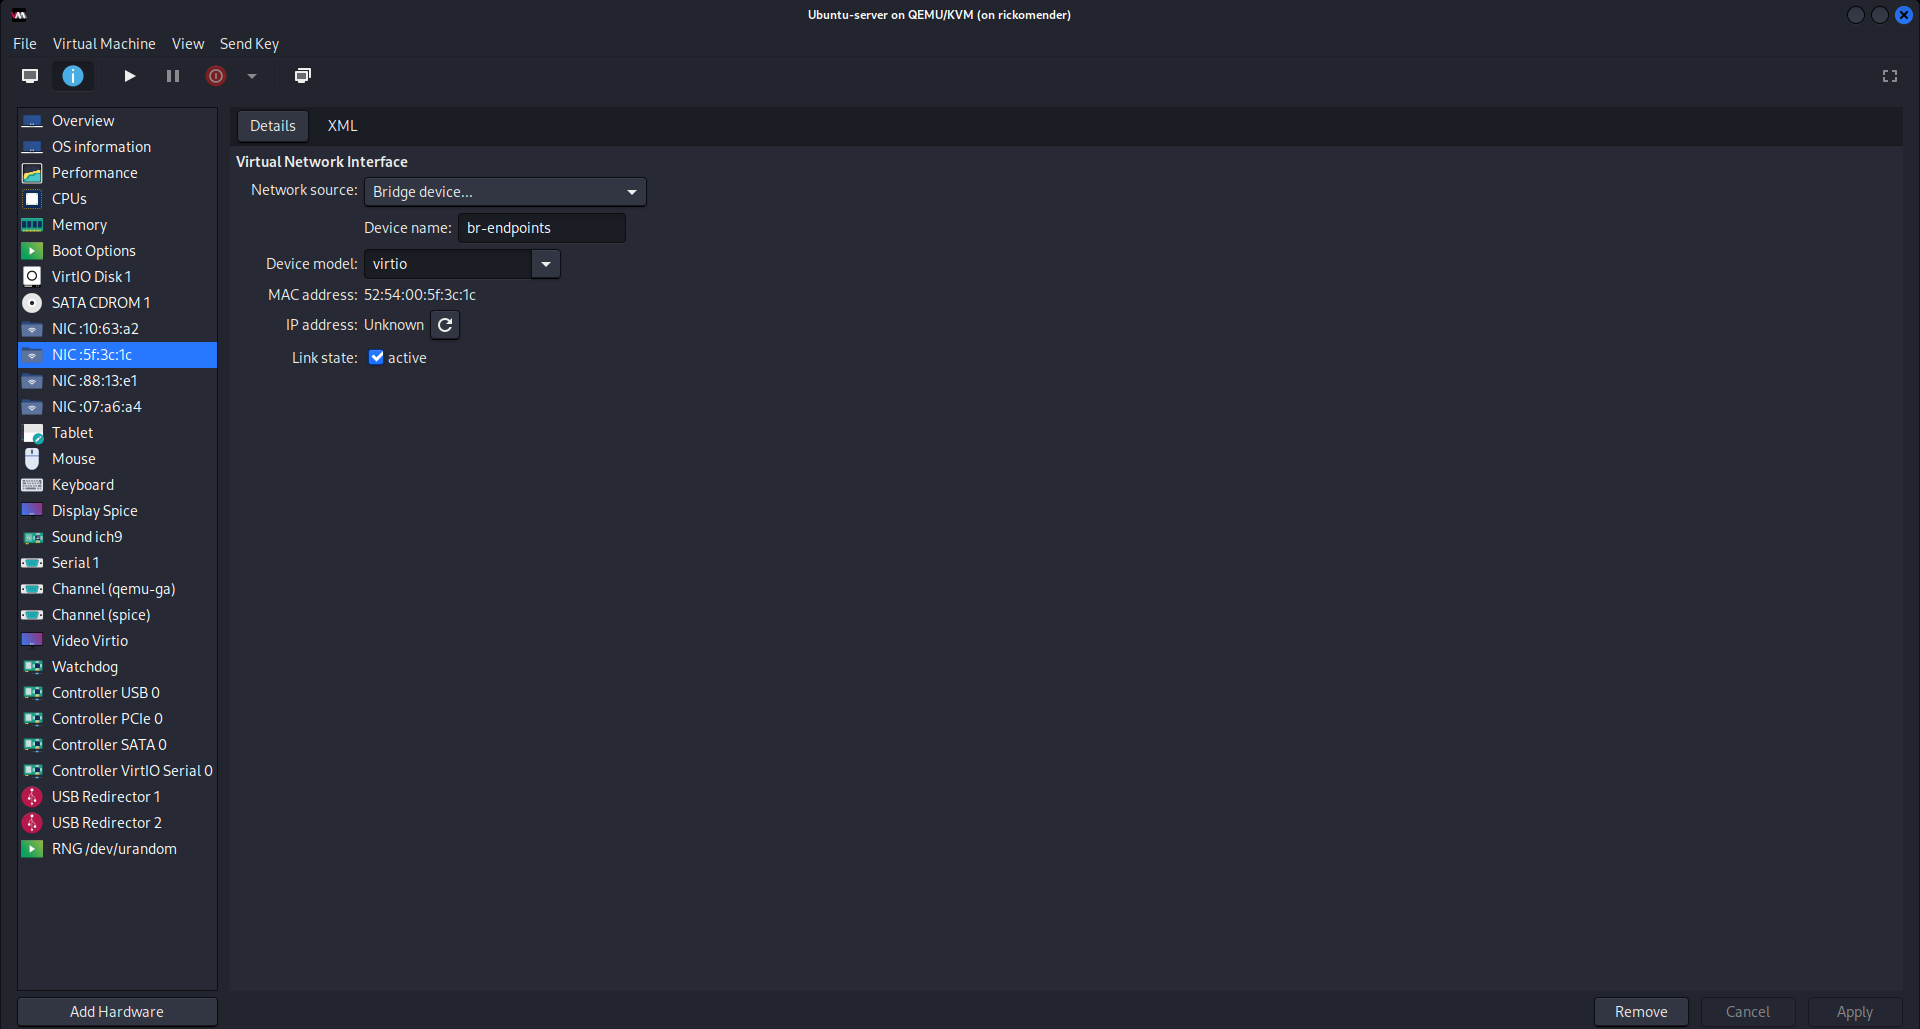 Ubuntu-server on QEMU/KVM (on rickomender)
File Virtual Machine View Send Key
Overview
OS information
Performance
CPUs
Memory
Boot Options
VirtIO Disk 1
SATA CDROM 1
NIC :10:63:a2
NIC :5f:3c:1c
NIC :88:13:e1
NIC :07:a6:a4
Tablet
Mouse
Keyboard
Display Spice
Sound ich9
Serial 1
Channel (qemu-ga)
Channel (spice)
Video Virtio
Watchdog
Controller USB 0
Controller PCIe 0
Controller SATA 0
Controller VirtIO Serial 0
USB Redirector 1
USB Redirector 2
RNG /dev/urandom
Add Hardware
Details XML
Virtual Network Interface
Network source: Bridge device...
Device name: br-endpoints
Device model: virtio
MAC address: 52:54:00:5f:3c:1c
IP address: Unknown
Link state: active
Remove Cancel Apply